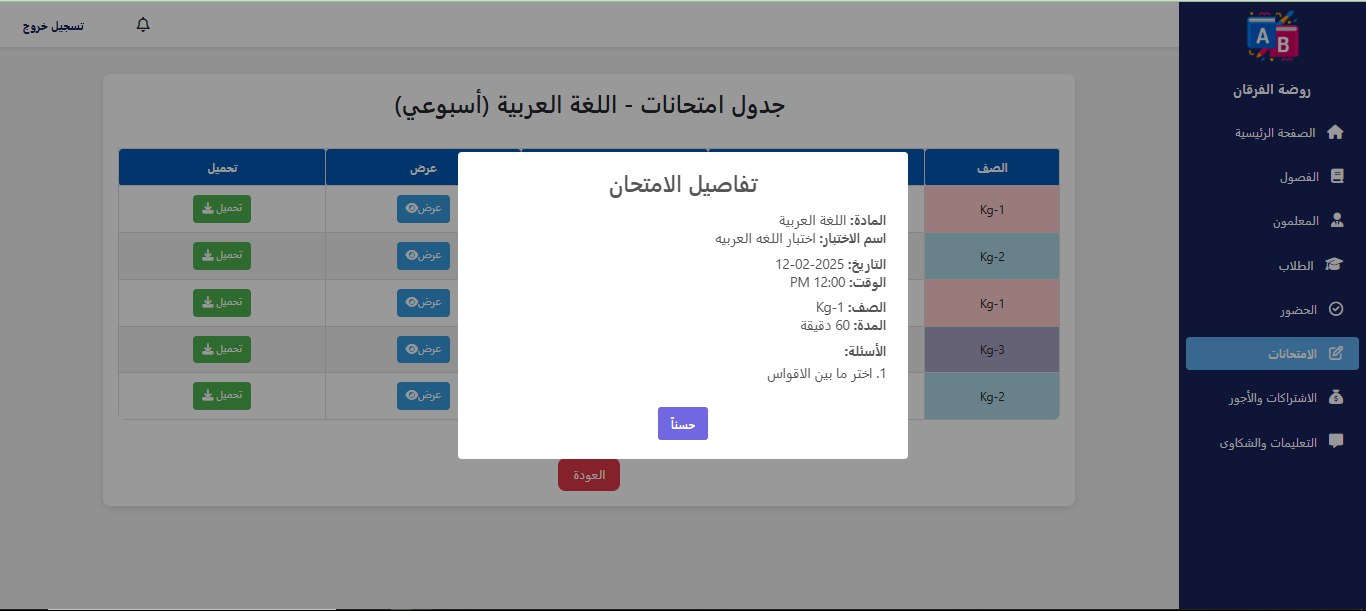 تسجيل خروج
A B
روضة الفرقان
الصفحة الرئيسية
الفصول
المعلمون
الطلاب
الحضور
الامتحانات
الاشتراكات والأجور
التعليمات والشكاوى
جدول امتحانات - اللغة العربية (أسبوعي)
الصف عرض تحميل
Kg-1 عرض تحميل
Kg-2 عرض تحميل
Kg-1 عرض تحميل
Kg-3 عرض تحميل
Kg-2 عرض تحميل
تفاصيل الامتحان
المادة: اللغة العربية
اسم الاختبار: اختبار اللغه العربيه
التاريخ: 2025-02-12
الوقت: 12:00 PM
الصف: Kg-1
المدة: 60 دقيقة
الأسئلة:
1. اختر ما بين الاقواس
حسناً
العودة